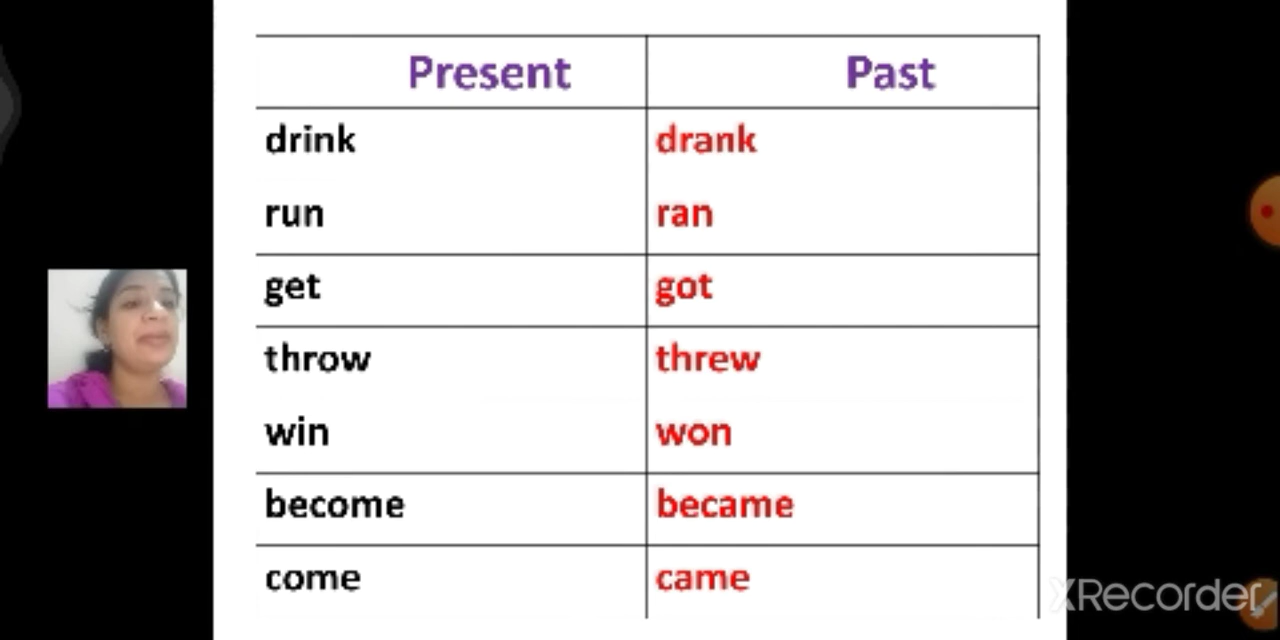 Present Past
drink drank
run ran
get got
throw threw
win won
become became
come came
XRecorder